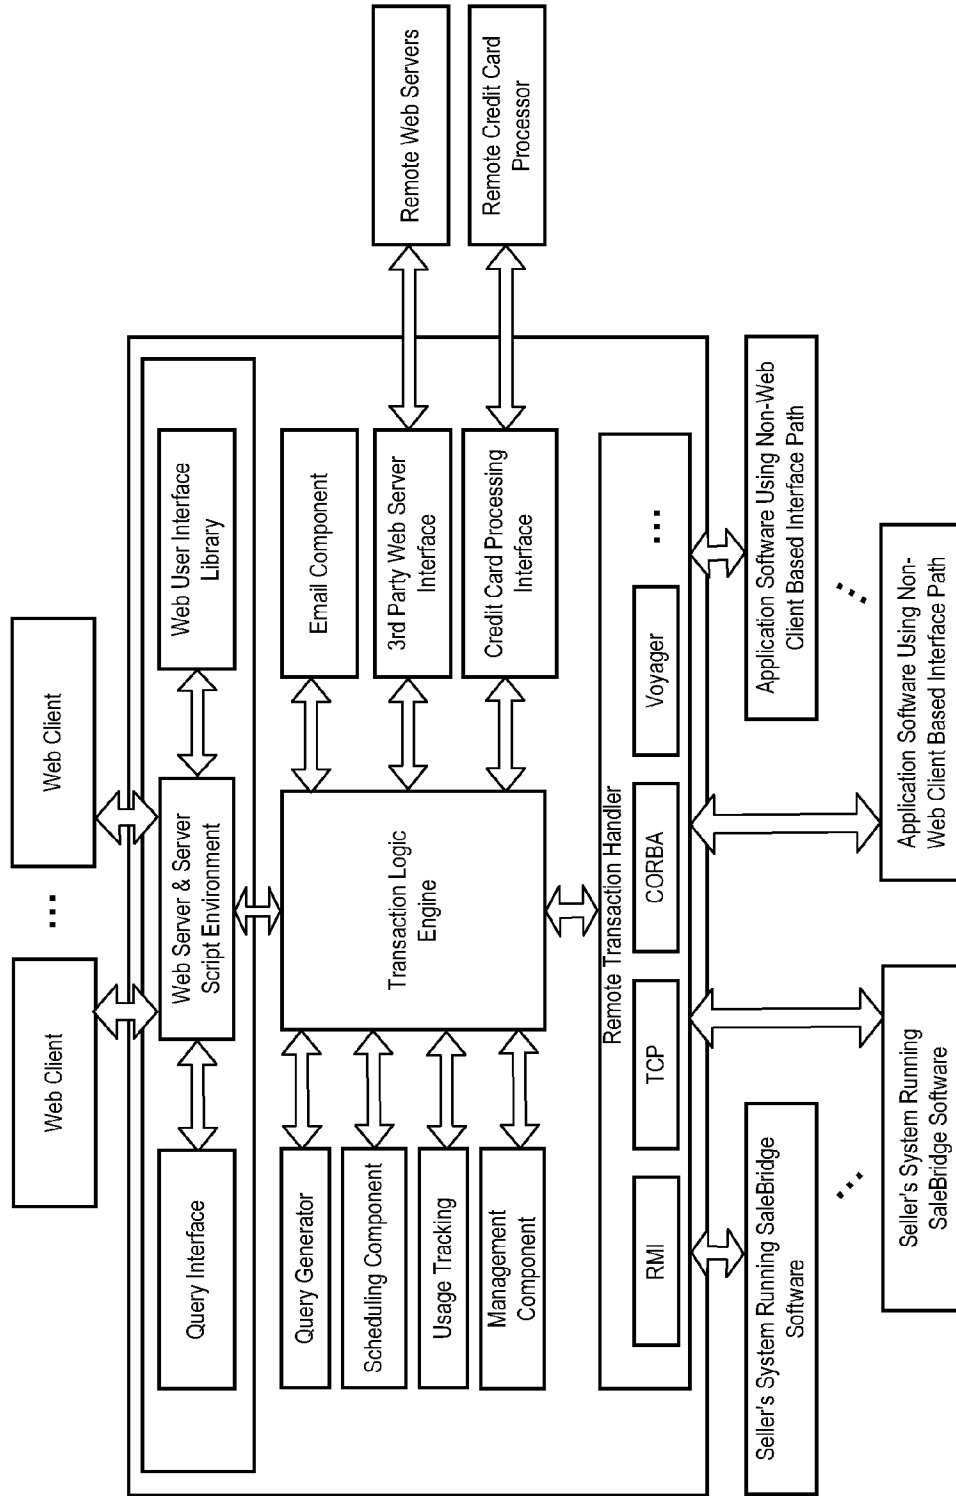 Web Client
...
Web Client
Query Interface
Web Server & Server
Script Environment
Web User Interface
Library
Query Generator
Scheduling Component
Usage Tracking
Management
Component
Transaction Logic
Engine
Email Component
3rd Party Web Server
Interface
Credit Card Processing
Interface
Remote Web Servers
Remote Credit Card
Processor
Remote Transaction Handler
RMI
TCP
CORBA
Voyager
...
Seller's System Running SaleBridge
Software
...
Seller's System Running
SaleBridge Software
Application Software Using Non-Web
Client Based Interface Path
...
Application Software Using Non-
Web Client Based Interface Path